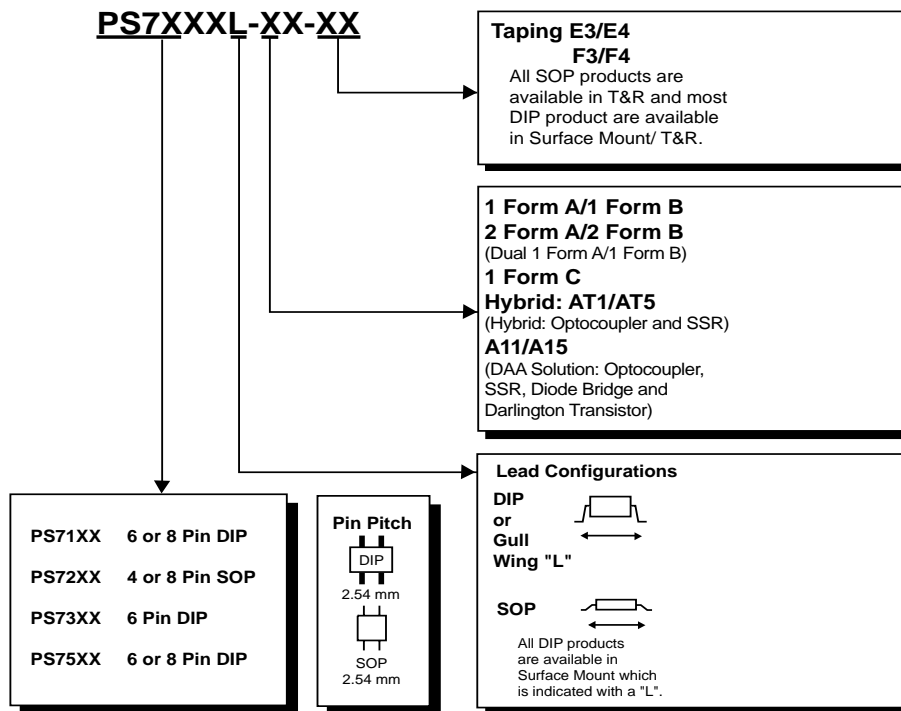 PS7XXXL-XX-XX
Taping E3/E4
F3/F4
All SOP products are
available in T&R and most
DIP product are available
in Surface Mount/ T&R.
1 Form A/1 Form B
2 Form A/2 Form B
(Dual 1 Form A/1 Form B)
1 Form C
Hybrid: AT1/AT5
(Hybrid: Optocoupler and SSR)
A11/A15
(DAA Solution: Optocoupler,
SSR, Diode Bridge and
Darlington Transistor)
Lead Configurations
DIP
or
Gull
Wing "L"
SOP
All DIP products
are available in
Surface Mount which
is indicated with a "L".
PS71XX 6 or 8 Pin DIP
PS72XX 4 or 8 Pin SOP
PS73XX 6 Pin DIP
PS75XX 6 or 8 Pin DIP
Pin Pitch
DIP
2.54 mm
SOP
2.54 mm